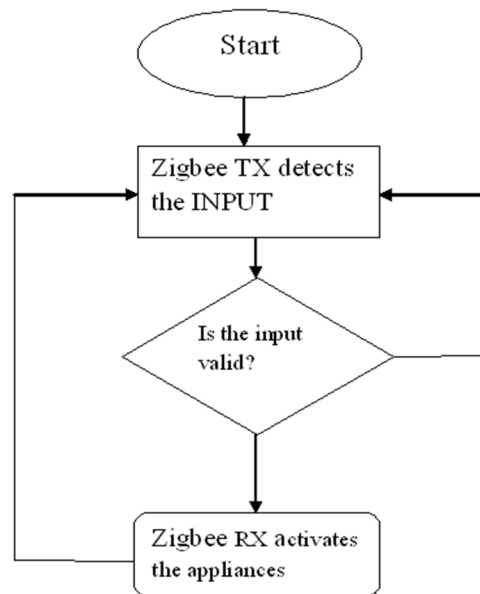 Start
Zigbee TX detects
the INPUT
Is the input
valid?
Zigbee RX activates
the appliances